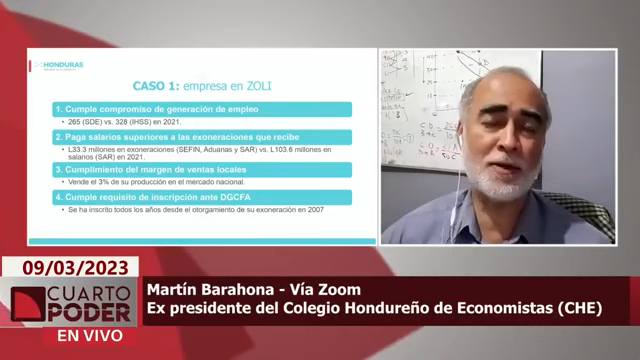 HONDURAS
CASO 1: empresa en ZOLI
1. Cumple compromiso de generación de empleo
• 265 (SDE) vs. 328 (IHSS) en 2021.
2. Paga salarios superiores a las exoneraciones que recibe
• L33.3 millones en exoneraciones (SEFIN, Aduanas y SAR) vs. L103.6 millones en
salarios (SAR) en 2021.
3. Cumplimiento del margen de ventas locales
• Vende el 3% de su producción en el mercado nacional.
4. Cumple requisito de inscripción ante DGCFA
• Se ha inscrito todos los años desde el otorgamiento de su exoneración en 2007
09/03/2023
CUARTO
PODER
EN VIVO
Martín Barahona - Vía Zoom
Ex presidente del Colegio Hondureño de Economistas (CHE)